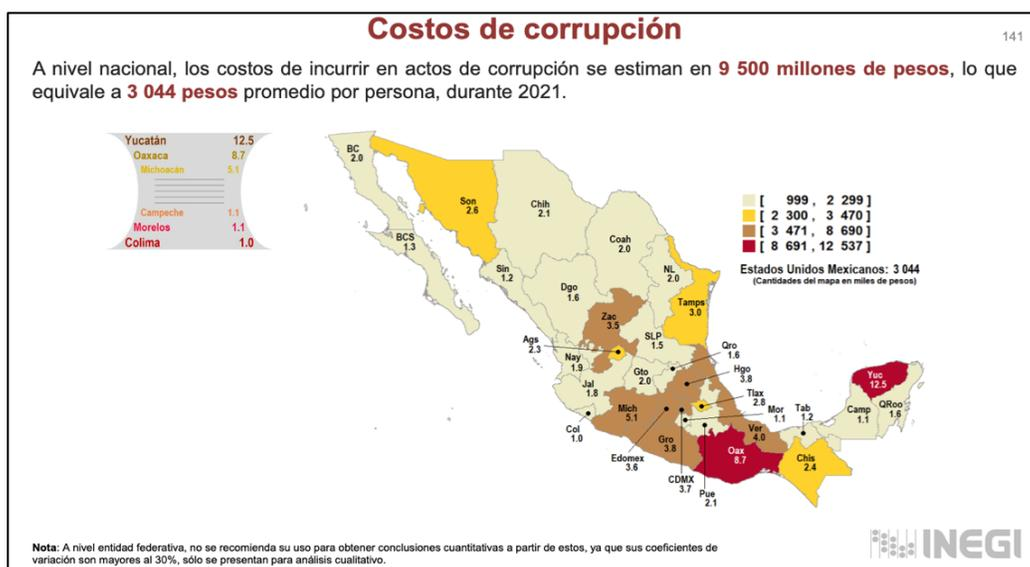 Costos de corrupción
141
A nivel nacional, los costos de incurrir en actos de corrupción se estiman en 9 500 millones de pesos, lo que
equivale a 3 044 pesos promedio por persona, durante 2021.
Yucatán 12.5
Oaxaca 8.7
Michoacán 5.1
Campeche 1.1
Morelos 1.1
Colima 1.0
BC
2.0
Son
2.6
Chih
2.1
Coah
2.0
BCS
1.3
Sin
1.2
Dgo
1.6
NL
2.0
Tamps
3.0
Zac
3.5
SLP
1.5
Ags
2.3
Nay
1.9
Jal
1.8
Gto
2.0
Qro
1.6
Hgo
3.8
Tlax
2.8
Mor
1.1
Tab
1.2
Col
1.0
Mich
5.1
Gro
3.8
Edomex
3.6
CDMX
3.7
Pue
2.1
Oax
8.7
Ver
4.0
Chis
2.4
Camp
1.1
QRoo
1.6
Yuc
12.5
[ 999 , 2 299 ]
[ 2 300 , 3 470 ]
[ 3 471 , 8 690 ]
[ 8 691 , 12 537 ]
Estados Unidos Mexicanos: 3 044
(Cantidades del mapa en miles de pesos)
Nota: A nivel entidad federativa, no se recomienda su uso para obtener conclusiones cuantitativas a partir de estos, ya que sus coeficientes de
variación son mayores al 30%, sólo se presentan para análisis cualitativo.
INEGI